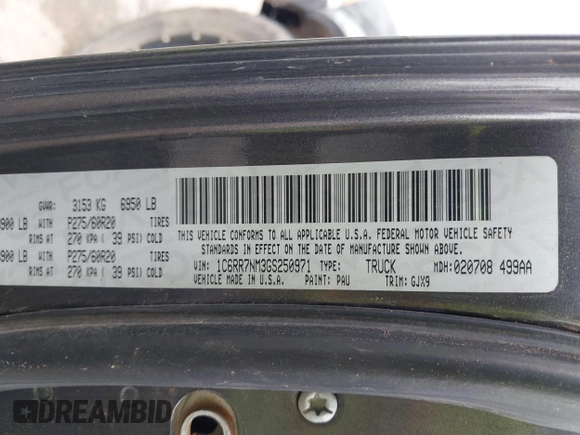 GVWR: 3153 KG 6950 LB
900 LB WITH P275/60R20 TIRES
RIMS AT 270 KPA ( 39 PSI) COLD
900 LB WITH P275/60R20 TIRES
RIMS AT 270 KPA ( 39 PSI) COLD
THIS VEHICLE CONFORMS TO ALL APPLICABLE U.S.A. FEDERAL MOTOR VEHICLE SAFETY
STANDARDS IN EFFECT ON THE DATE OF MANUFACTURE SHOWN ABOVE.
VIN: 1C6RR7NM3GS250971 TYPE: TRUCK MDH: 020708 499AA
VEHICLE MADE IN U.S.A. PAINT: PAU TRIM: GJX9
DREAMBID